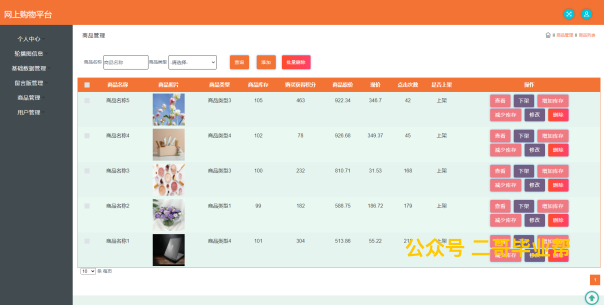 网上购物平台
个人中心
轮播图信息
基础数据管理
留言版管理
商品管理
用户管理
商品管理
商品管理 商品列表
商品名称 商品名称 商品类型 -请选择- 查询 添加 批量删除
商品名称 商品照片 商品类型 商品库存 购买获得积分 商品原价 现价 点击次数 是否上架 操作
商品名称5 商品类型3 105 463 922.34 346.7 42 上架 查看 下架 增加库存
减少库存 修改 删除
商品名称4 商品类型4 102 78 926.68 349.37 45 上架 查看 下架 增加库存
减少库存 修改 删除
商品名称3 商品类型3 100 232 810.71 31.53 168 上架 查看 下架 增加库存
减少库存 修改 删除
商品名称2 商品类型1 99 182 588.75 186.72 179 上架 查看 下架 增加库存
减少库存 修改 删除
商品名称1 商品类型4 101 304 513.86 55.22 上架 查看 下架 增加库存
减少库存 修改 删除
公众号 二哥毕业帮
10 条 每页
1